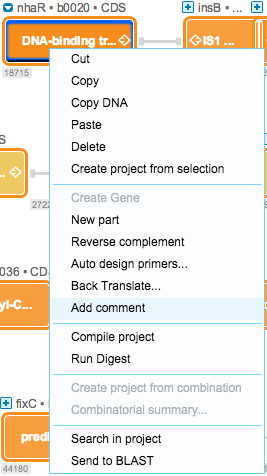 nhaR • b0020 • CDS
insB • ...
DNA-binding tr...
IS1 ...
18715
Cut
Copy
Copy DNA
Paste
Delete
Create project from selection
Create Gene
New part
Reverse complement
Auto design primers...
Back Translate...
Add comment
Compile project
Run Digest
Create project from combination
Combinatorial summary...
Search in project
Send to BLAST
S
...
2722
036 • CDS
yl-C...
fixC •
pred
44180